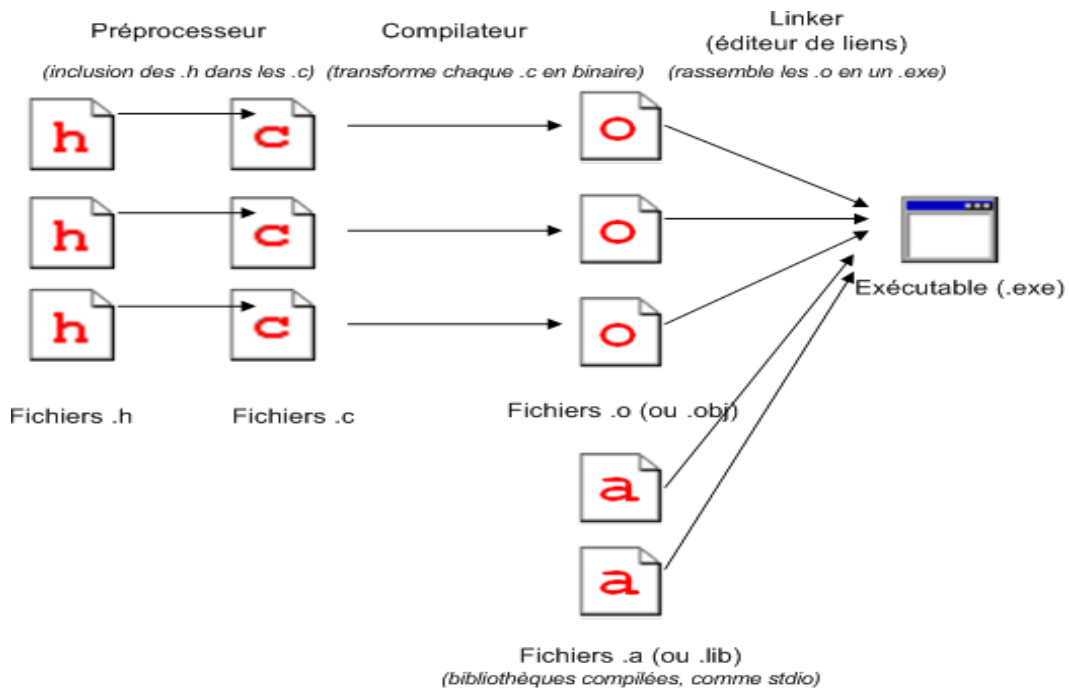 Préprocesseur
Compilateur
Linker
(éditeur de liens)
(inclusion des .h dans les .c)
(transforme chaque .c en binaire)
(rassemble les .o en un .exe)
h
c
o
h
c
o
h
c
o
Exécutable (.exe)
Fichiers .h
Fichiers .c
Fichiers .o (ou .obj)
a
a
Fichiers .a (ou .lib)
(bibliothèques compilées, comme stdio)